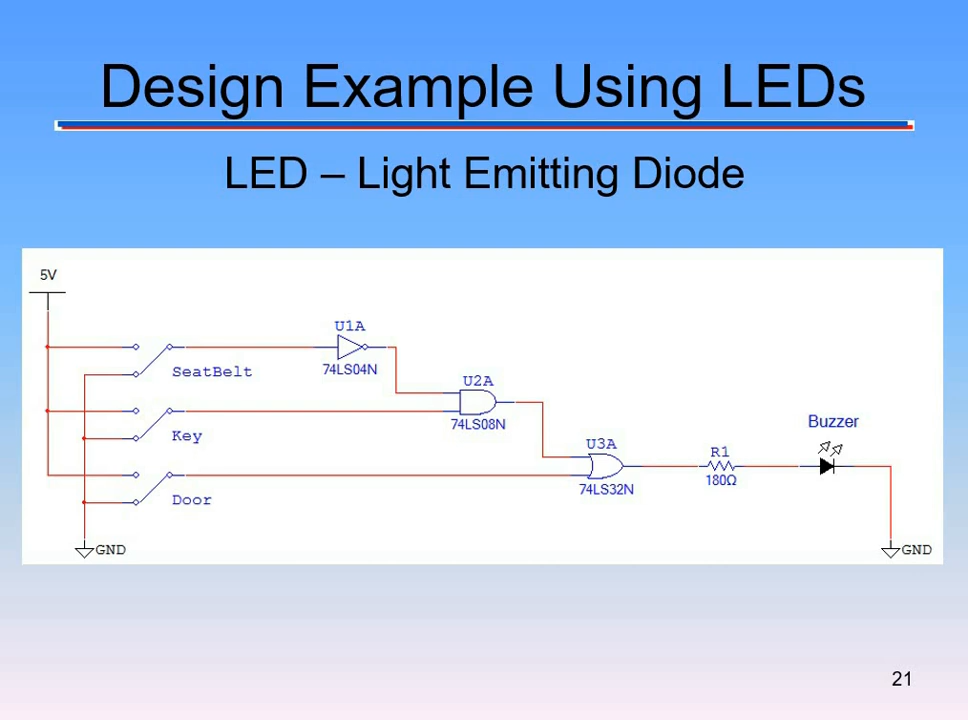 Design Example Using LEDs
LED – Light Emitting Diode
5V
U1A
74LS04N
SeatBelt
U2A
74LS08N
Key
U3A
74LS32N
Door
R1
180Ω
Buzzer
GND
GND
21